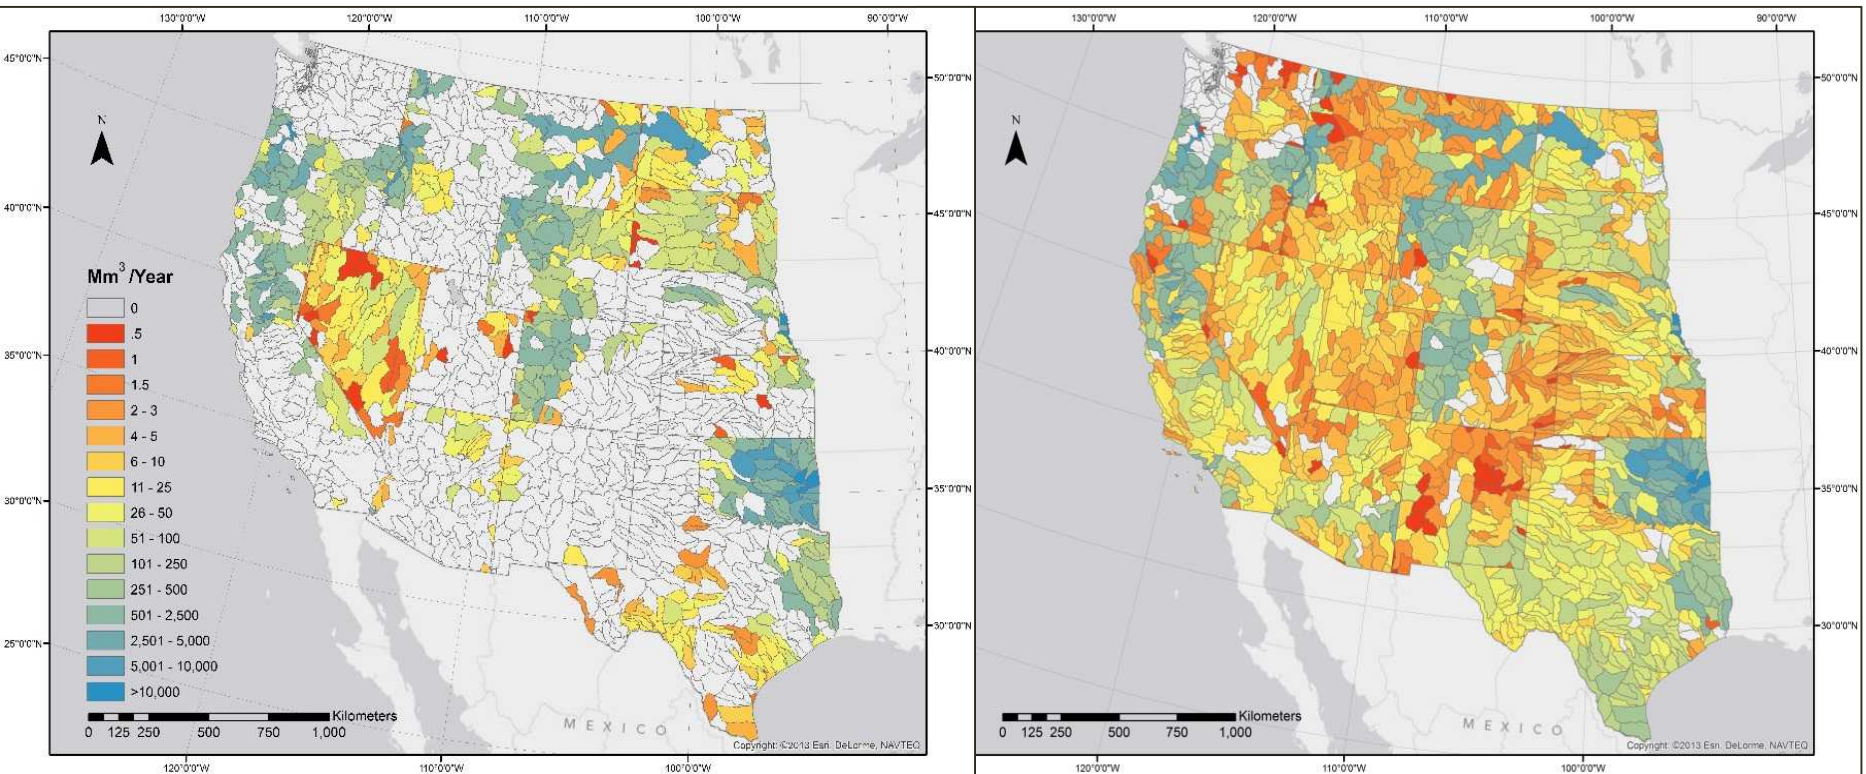 130°0'0"W 120°0'0"W 110°0'0"W 100°0'0"W 90°0'0"W
45°0'0"N
40°0'0"N
35°0'0"N
30°0'0"N
25°0'0"N
50°0'0"N
45°0'0"N
40°0'0"N
35°0'0"N
30°0'0"N
N
Mm³/Year
0
.5
1
1.5
2 - 3
4 - 5
6 - 10
11 - 25
26 - 50
51 - 100
101 - 250
251 - 500
501 - 2,500
2,501 - 5,000
5,001 - 10,000
>10,000
Kilometers
0 125 250 500 750 1,000
MEXICO
Copyright: ©2013 Esri, DeLorme, NAVTEQ
120°0'0"W 110°0'0"W 100°0'0"W
130°0'0"W 120°0'0"W 110°0'0"W 100°0'0"W 90°0'0"W
50°0'0"N
45°0'0"N
40°0'0"N
35°0'0"N
30°0'0"N
N
Kilometers
0 125 250 500 750 1,000
MEXICO
Copyright: ©2013 Esri, DeLorme, NAVTEQ
120°0'0"W 110°0'0"W 100°0'0"W